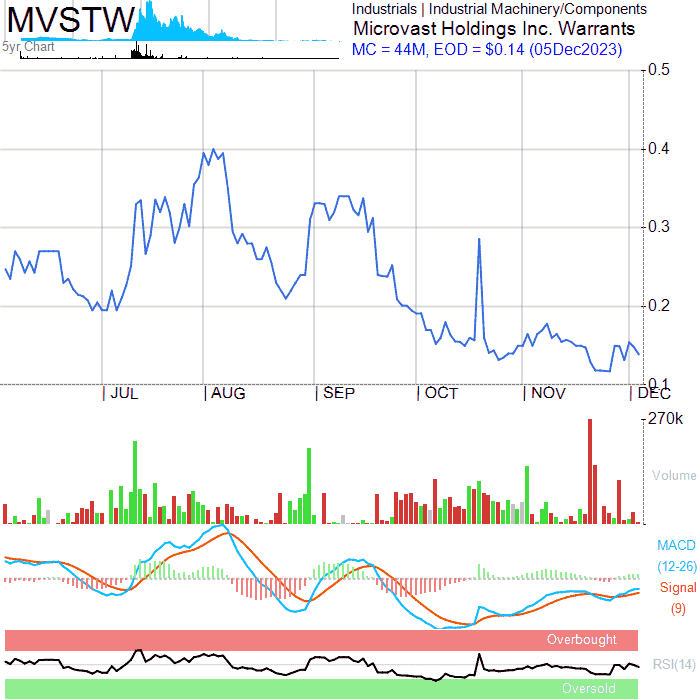 MVSTW
5yr Chart
Industrials | Industrial Machinery/Components
Microvast Holdings Inc. Warrants
MC = 44M, EOD = $0.14 (05Dec2023)
0.5
0.4
0.3
0.2
0.1
| JUL | AUG | SEP | OCT | NOV | DEC
270k
Volume
MACD
(12-26)
Signal
(9)
Overbought
RSI(14)
Oversold